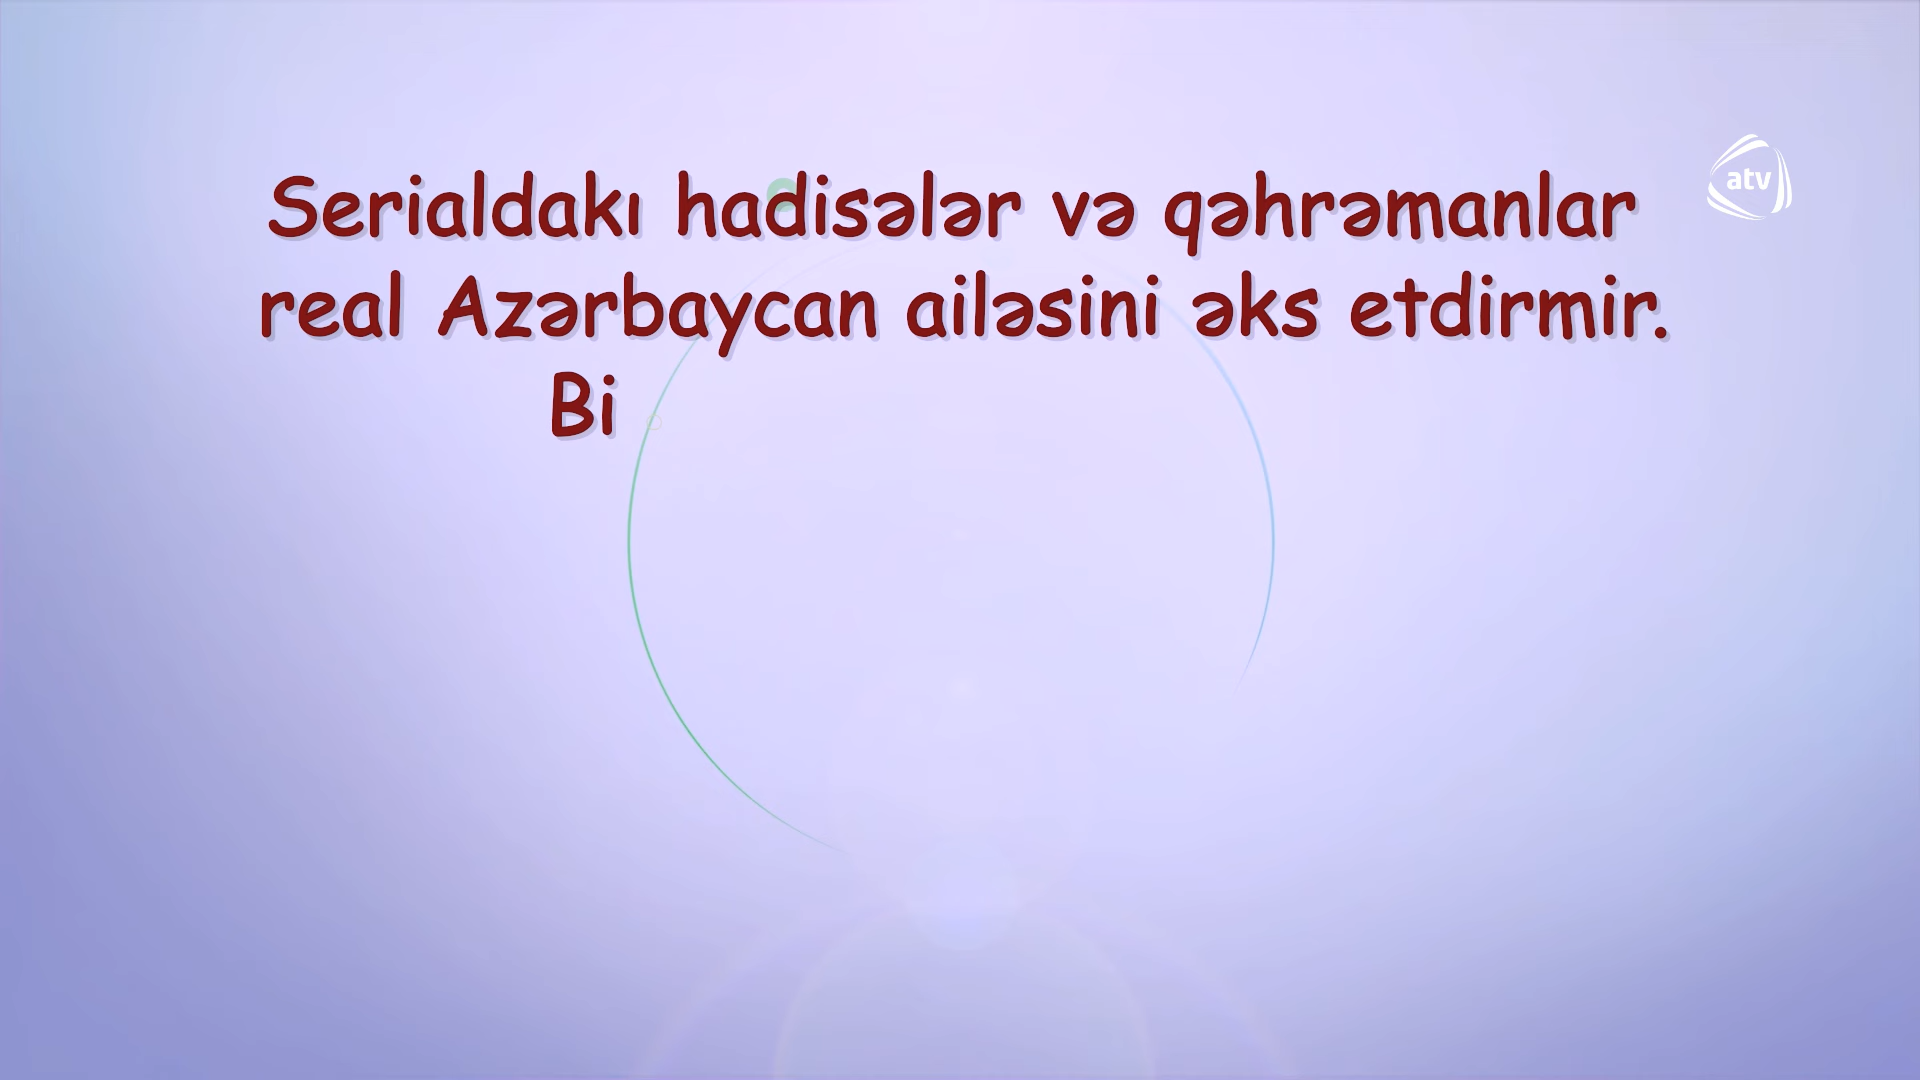 Serialdakı hadisələr və qəhrəmanlar
real Azərbaycan ailəsini əks etdirmir.
Bi
atv